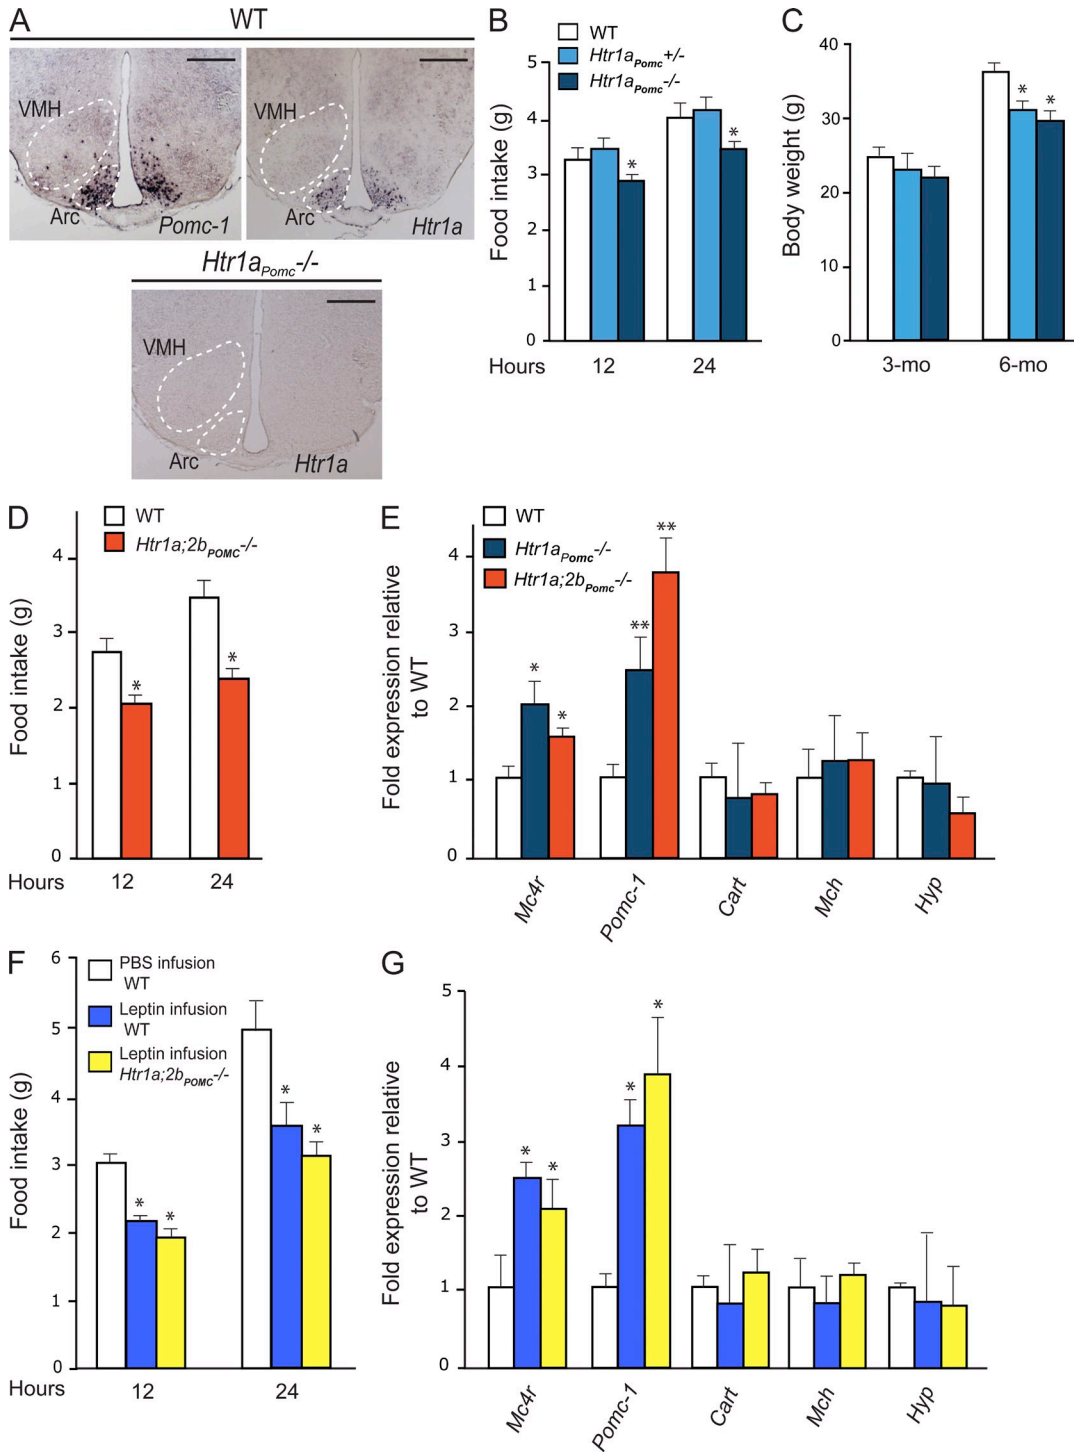 A
WT
VMH
Arc
Pomc-1
VMH
Arc
Htr1a
Htr1aPomc-/-
VMH
Arc
Htr1a
B
WT
Htr1aPomc+/-
Htr1aPomc-/-
Food intake (g)
5
4
3
2
1
0
*
*
Hours 12 24
C
Body weight (g)
40
30
20
10
0
*
*
3-mo 6-mo
D
WT
Htr1a;2bPOMC-/-
Food intake (g)
4
3
2
1
0
*
*
Hours 12 24
E
WT
Htr1aPomc-/-
Htr1a;2bPomc-/-
Fold expression relative
to WT
4
3
2
1
0
*
*
**
**
Mc4r Pomc-1 Cart Mch Hyp
F
PBS infusion
WT
Leptin infusion
WT
Leptin infusion
Htr1a;2bPOMC-/-
Food intake (g)
6
5
4
3
2
1
0
*
*
*
*
Hours 12 24
G
Fold expression relative
to WT
5
4
3
2
1
0
*
*
*
*
Mc4r Pomc-1 Cart Mch Hyp